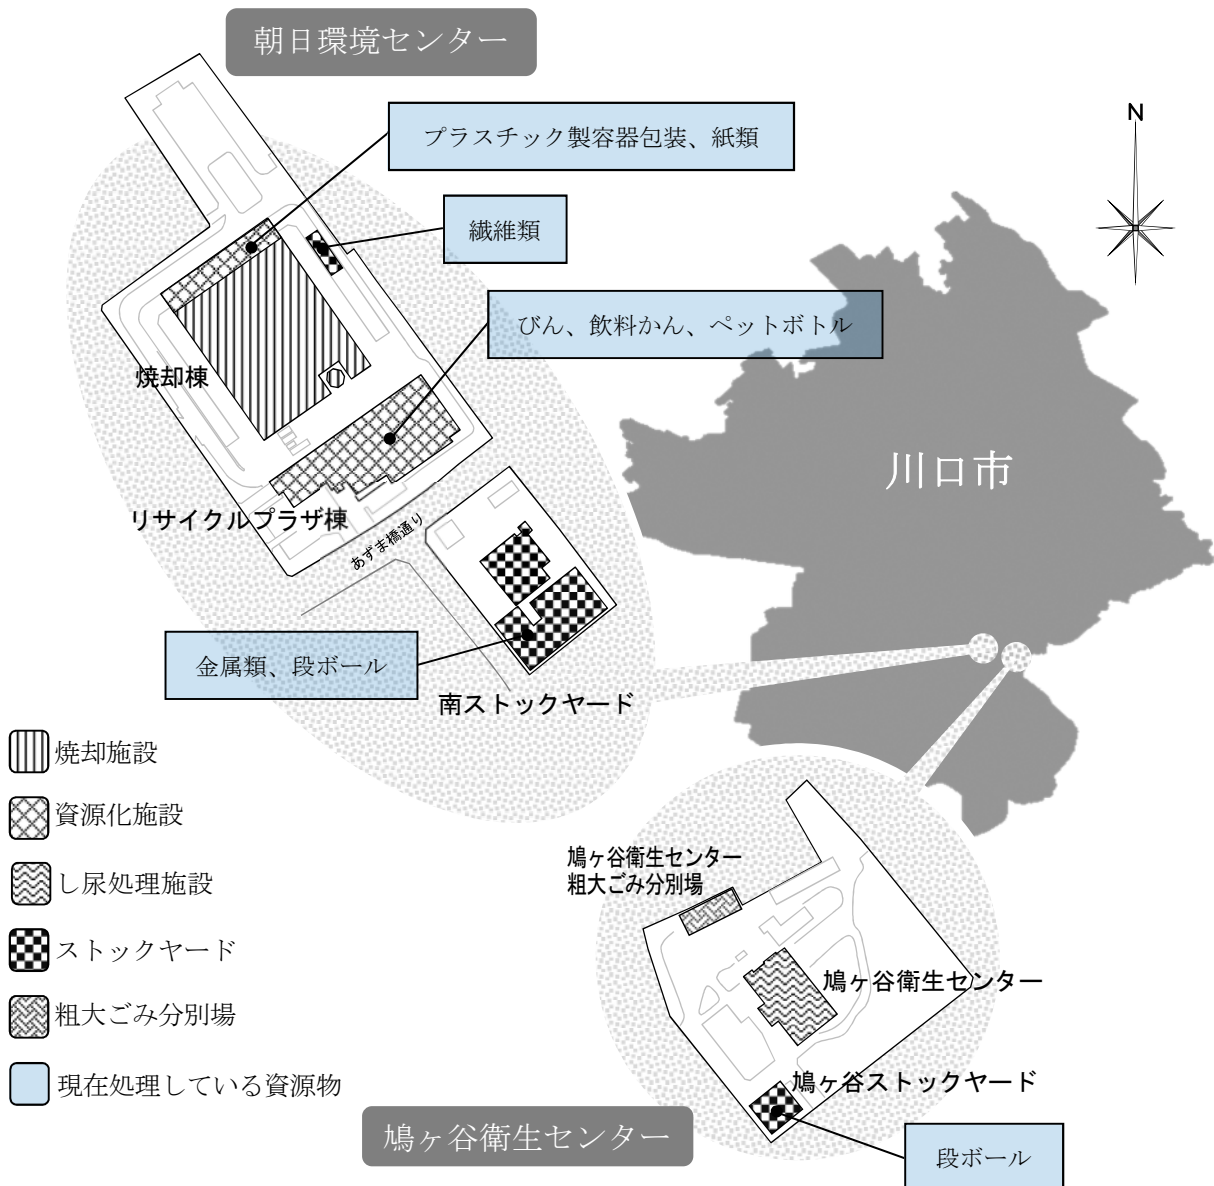 朝日環境センター
プラスチック製容器包装、紙類
N
繊維類
びん、飲料かん、ペットボトル
焼却棟
川口市
リサイクルプラザ棟
あずま橋通り
金属類、段ボール
南ストックヤード
焼却施設
資源化施設
し尿処理施設
ストックヤード
粗大ごみ分別場
現在処理している資源物
鳩ヶ谷衛生センター
粗大ごみ分別場
鳩ヶ谷衛生センター
鳩ヶ谷ストックヤード
鳩ヶ谷衛生センター
段ボール